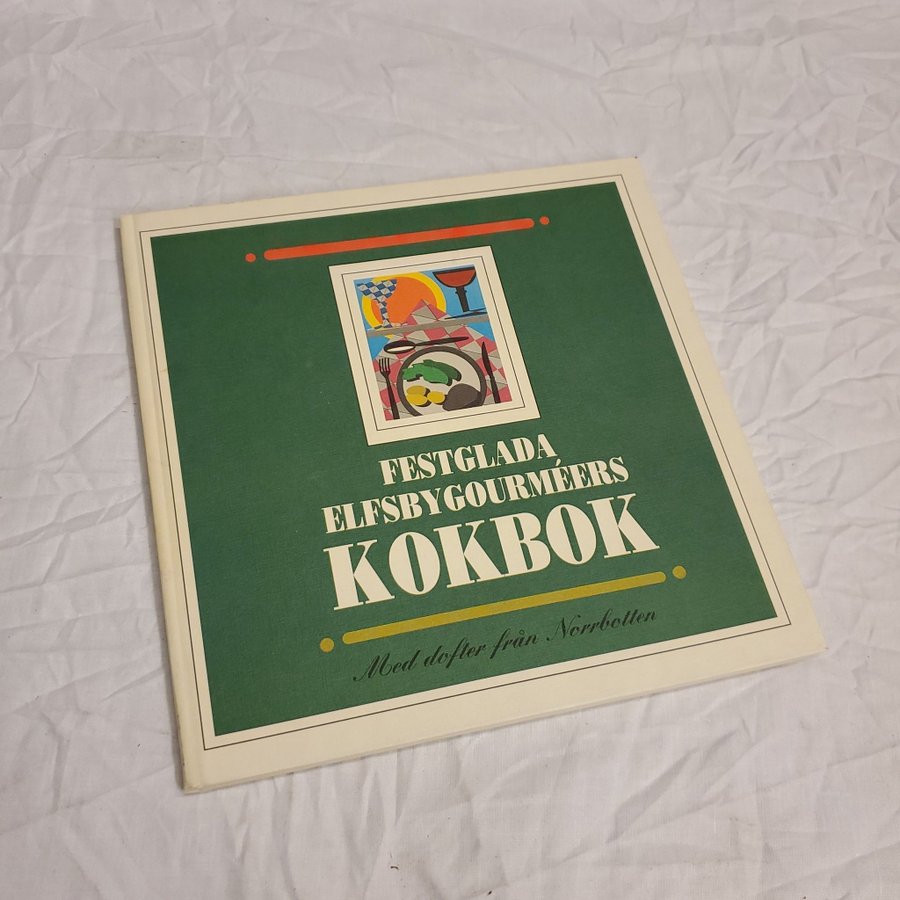 FESTGLADA
ELFSBYGOURMÉERS
KOKBOK
Med dofter från Norrbotten